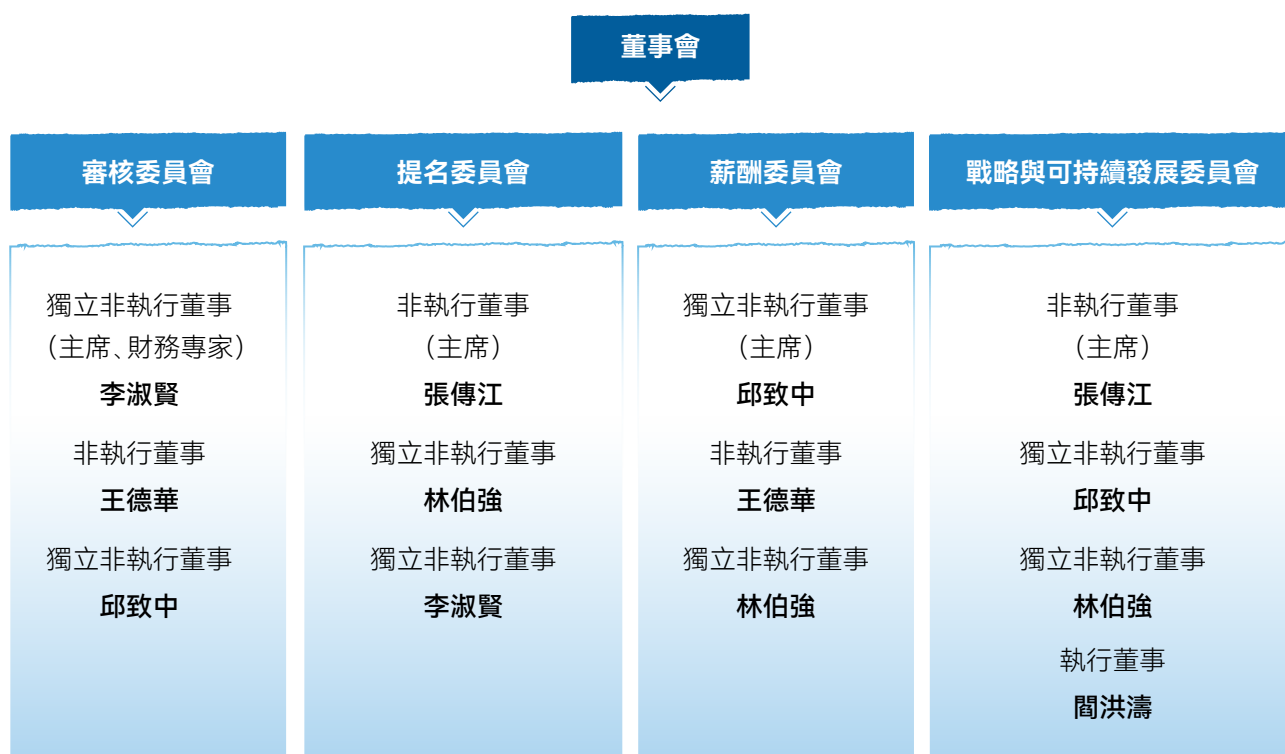 董事會
審核委員會
獨立非執行董事
（主席、財務專家）
李淑賢
非執行董事
王德華
獨立非執行董事
邱致中
提名委員會
非執行董事
（主席）
張傳江
獨立非執行董事
林伯強
獨立非執行董事
李淑賢
薪酬委員會
獨立非執行董事
（主席）
邱致中
非執行董事
王德華
獨立非執行董事
林伯強
戰略與可持續發展委員會
非執行董事
（主席）
張傳江
獨立非執行董事
邱致中
獨立非執行董事
林伯強
執行董事
閻洪濤